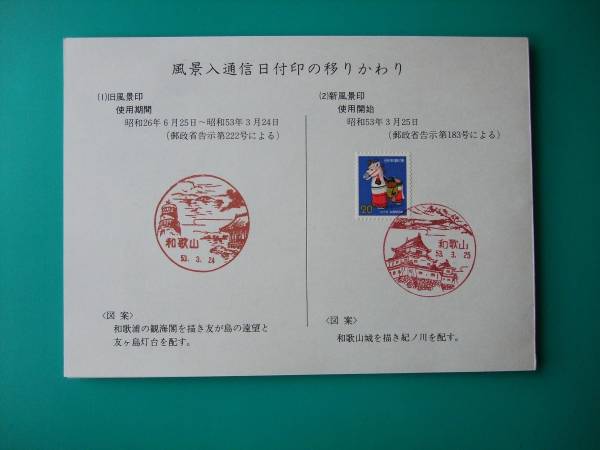 風景入通信日付印の移りかわり
(1)旧風景印
使用期間
昭和26年6月25日～昭和53年3月24日
(郵政省告示第222号による)
和歌山
53.3.24
〈図 案〉
和歌浦の観海閣を描き友が島の遠望と
友ヶ島灯台を配す。
(2)新風景印
使用開始
昭和53年3月25日
(郵政省告示第183号による)
20
和歌山
53.3.25
〈図 案〉
和歌山城を描き紀ノ川を配す。